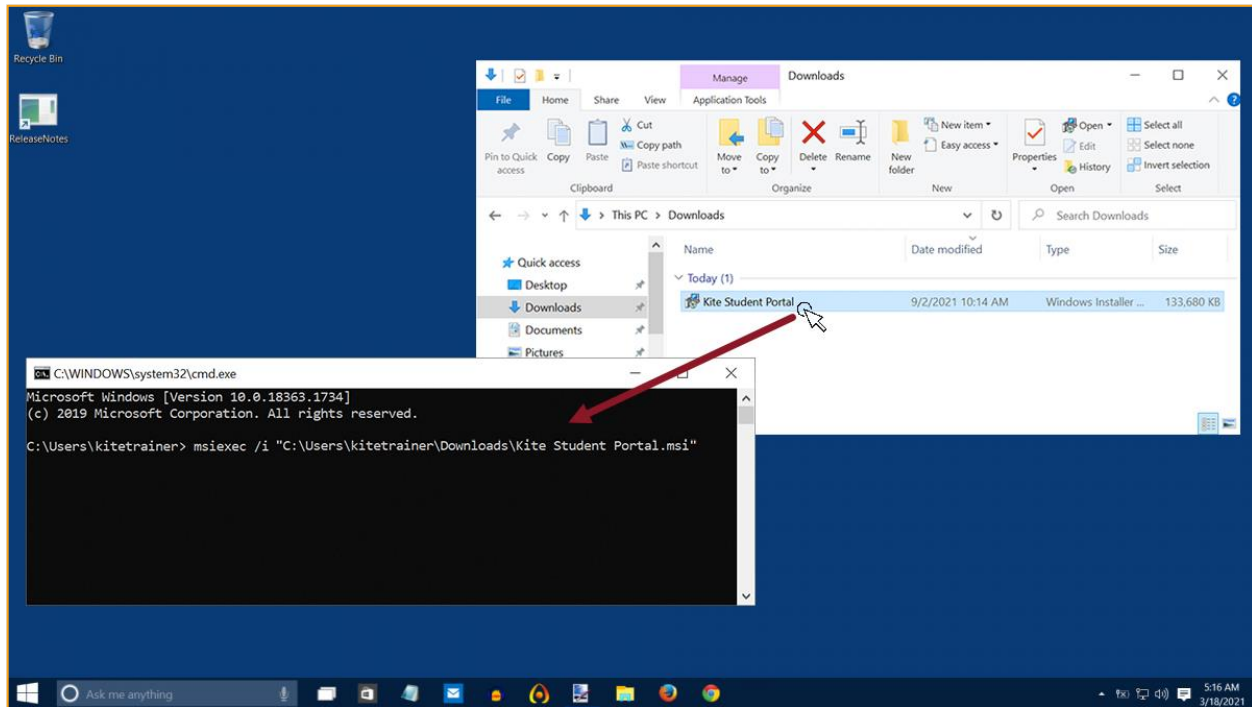 Recycle Bin
ReleaseNotes
Manage
Downloads
File
Home
Share
View
Application Tools
Pin to Quick access
Copy
Paste
Cut
Copy path
Paste shortcut
Clipboard
Move to
Copy to
Delete
Rename
Organize
New folder
New item
Easy access
New
Properties
Open
Edit
History
Open
Select all
Select none
Invert selection
Select
This PC > Downloads
Search Downloads
Quick access
Desktop
Downloads
Documents
Pictures
Name
Date modified
Type
Size
Today (1)
Kite Student Portal
9/2/2021 10:14 AM
Windows Installer ...
133,680 KB
C:\WINDOWS\system32\cmd.exe
Microsoft Windows [Version 10.0.18363.1734]
(c) 2019 Microsoft Corporation. All rights reserved.
C:\Users\kitetrainer> msiexec /i "C:\Users\kitetrainer\Downloads\Kite Student Portal.msi"
Ask me anything
5:16 AM
3/18/2021